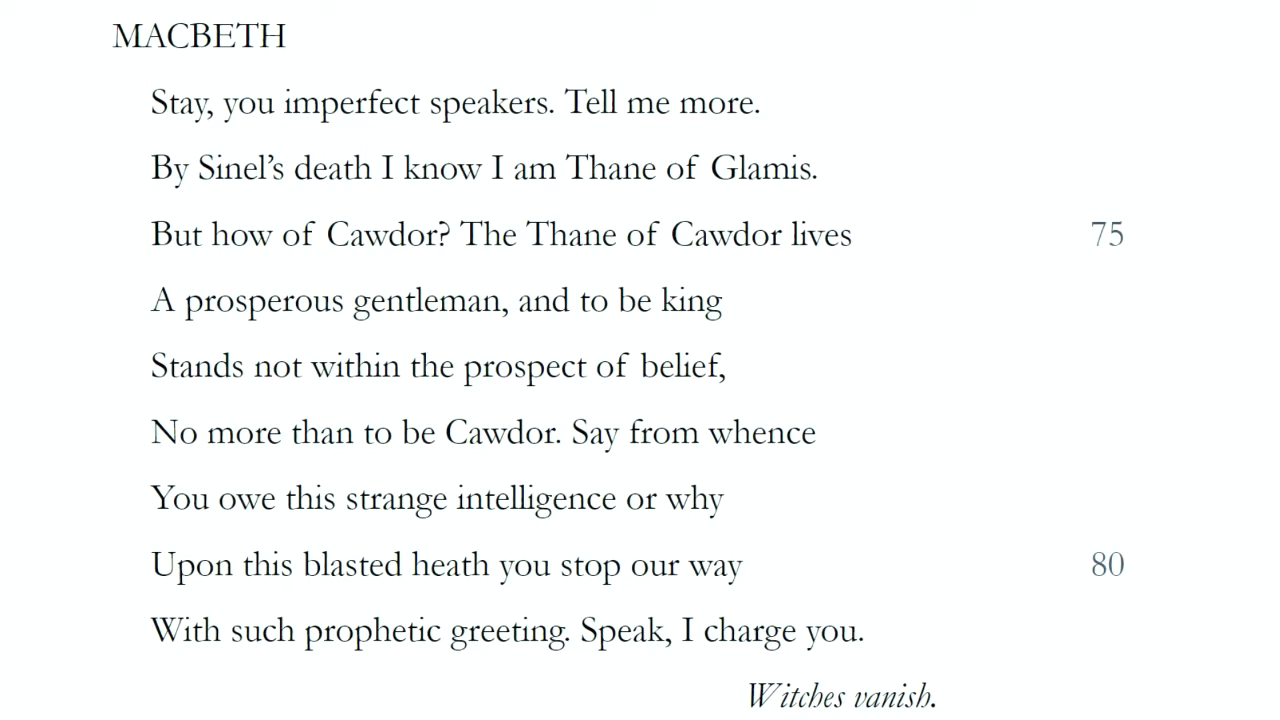 MACBETH
Stay, you imperfect speakers. Tell me more.
By Sinel’s death I know I am Thane of Glamis.
But how of Cawdor? The Thane of Cawdor lives 75
A prosperous gentleman, and to be king
Stands not within the prospect of belief,
No more than to be Cawdor. Say from whence
You owe this strange intelligence or why
Upon this blasted heath you stop our way 80
With such prophetic greeting. Speak, I charge you.
Witches vanish.